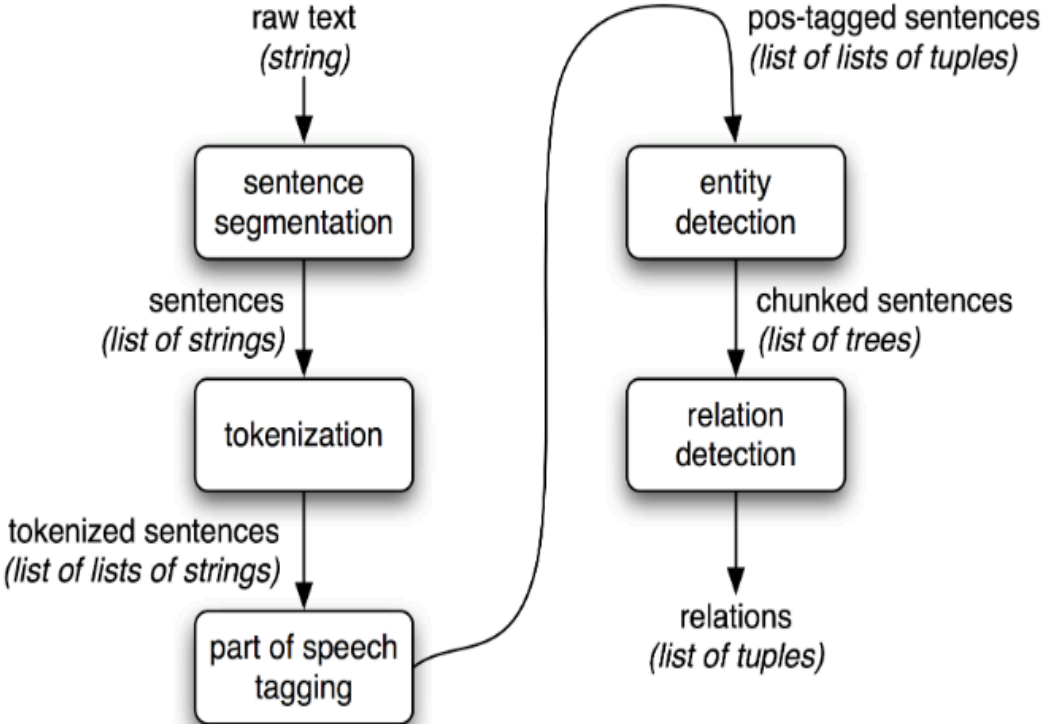 raw text
(string)
sentence
segmentation
sentences
(list of strings)
tokenization
tokenized sentences
(list of lists of strings)
part of speech
tagging
pos-tagged sentences
(list of lists of tuples)
entity
detection
chunked sentences
(list of trees)
relation
detection
relations
(list of tuples)